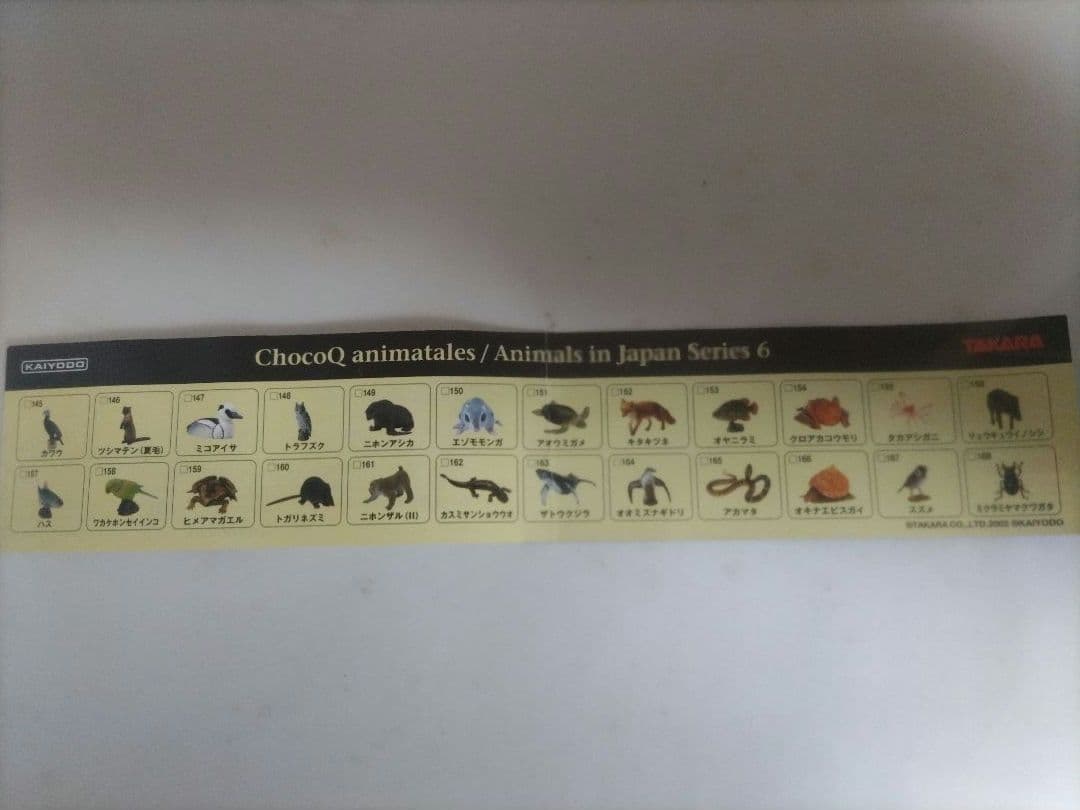 KAIYODO
ChocoQ animatales / Animals in Japan Series 6
TAKARA
145 カワウ
146 ツシマテン(夏毛)
147 ミコアイサ
148 トラフズク
149 ニホンアシカ
150 エゾモモンガ
151 アオウミガメ
152 キタキツネ
153 オヤニラミ
154 クロアカコウモリ
155 タカアシガニ
156 リュウキュウイノシシ
157 ハス
158 ワカケホンセイインコ
159 ヒメアマガエル
160 トガリネズミ
161 ニホンザル(II)
162 カスミサンショウウオ
163 ザトウクジラ
164 オオミズナギドリ
165 アカマタ
166 オキナエビスガイ
167 スズメ
168 ミクラミヤマクワガタ
©TAKARA CO.,LTD.2002 ©KAIYODO